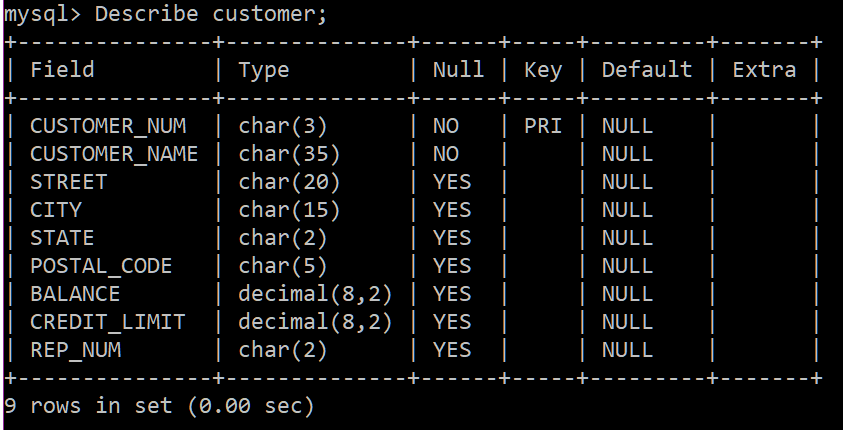 mysql> Describe customer;
+---------------+--------------+------+-----+---------+-------+
| Field         | Type         | Null | Key | Default | Extra |
+---------------+--------------+------+-----+---------+-------+
| CUSTOMER_NUM  | char(3)      | NO   | PRI | NULL    |       |
| CUSTOMER_NAME | char(35)     | NO   |     | NULL    |       |
| STREET        | char(20)     | YES  |     | NULL    |       |
| CITY          | char(15)     | YES  |     | NULL    |       |
| STATE         | char(2)      | YES  |     | NULL    |       |
| POSTAL_CODE   | char(5)      | YES  |     | NULL    |       |
| BALANCE       | decimal(8,2) | YES  |     | NULL    |       |
| CREDIT_LIMIT  | decimal(8,2) | YES  |     | NULL    |       |
| REP_NUM       | char(2)      | YES  |     | NULL    |       |
+---------------+--------------+------+-----+---------+-------+
9 rows in set (0.00 sec)